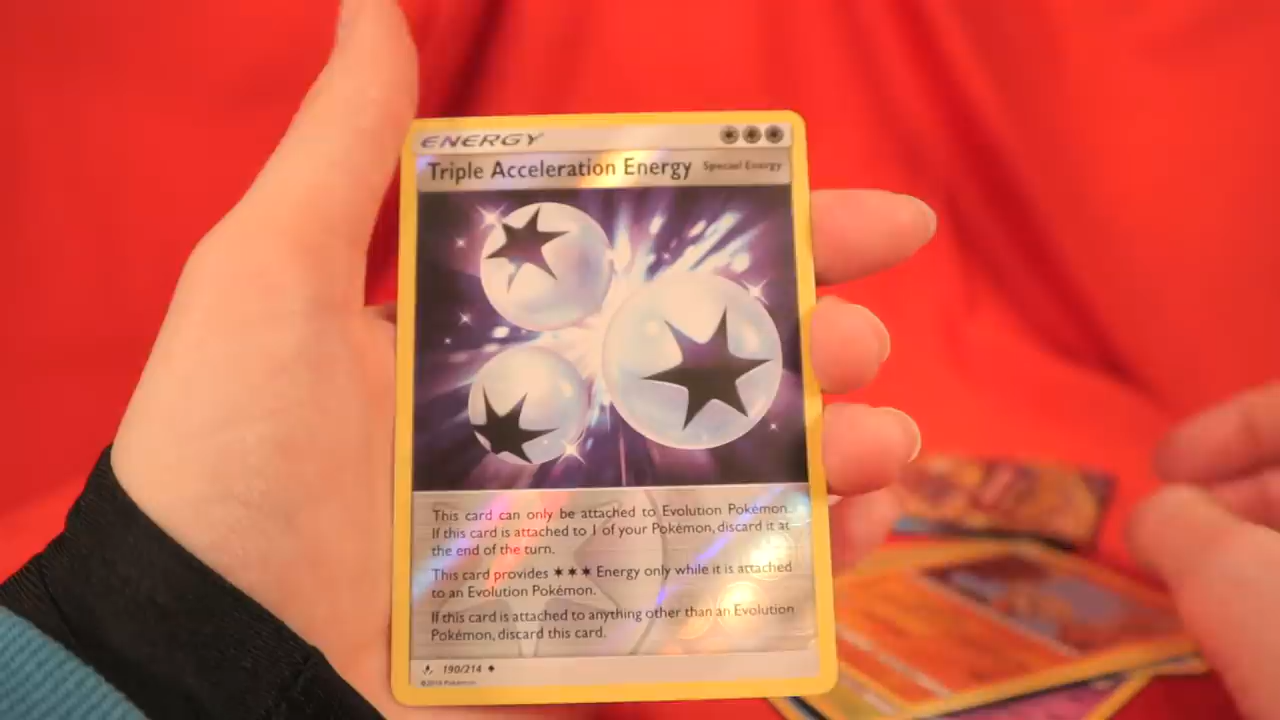 ENERGY
Triple Acceleration Energy Special Energy
This card can only be attached to Evolution Pokémon.
If this card is attached to 1 of your Pokémon, discard it at
the end of the turn.
This card provides ✶✶✶ Energy only while it is attached
to an Evolution Pokémon.
If this card is attached to anything other than an Evolution
Pokémon, discard this card.
190/214 ◆
©2019 Pokémon